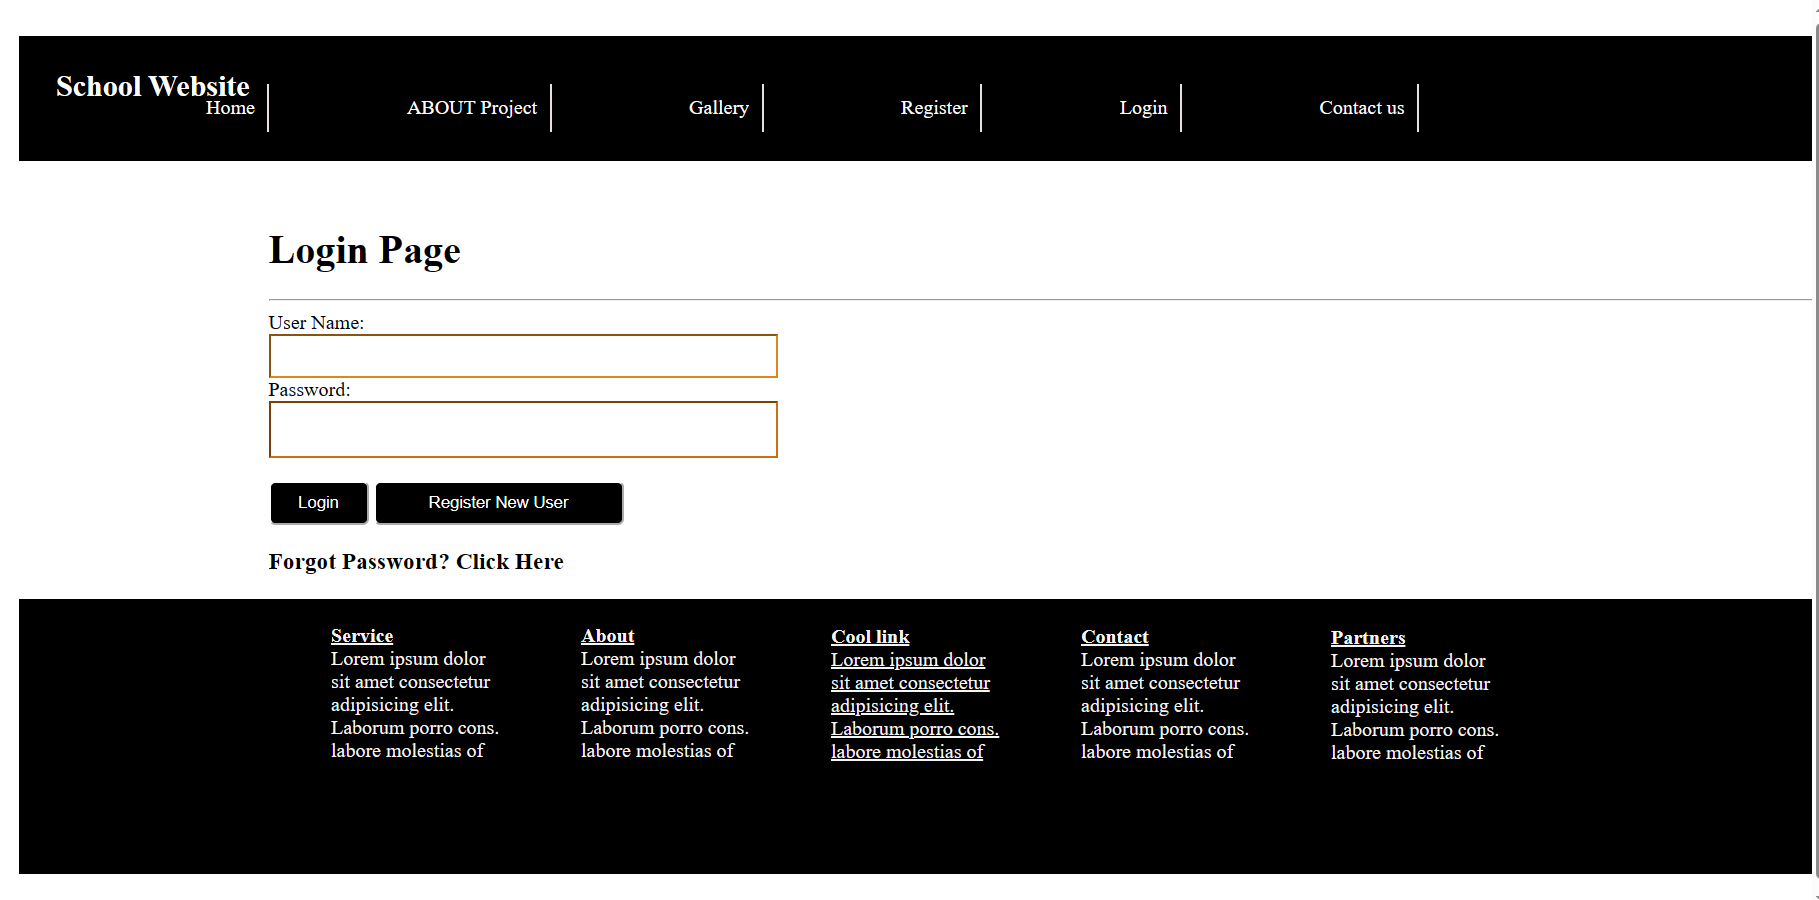 School Website
Home
ABOUT Project
Gallery
Register
Login
Contact us
Login Page
User Name:
Password:
Login
Register New User
Forgot Password? Click Here
Service
Lorem ipsum dolor
sit amet consectetur
adipisicing elit.
Laborum porro cons.
labore molestias of
About
Lorem ipsum dolor
sit amet consectetur
adipisicing elit.
Laborum porro cons.
labore molestias of
Cool link
Lorem ipsum dolor
sit amet consectetur
adipisicing elit.
Laborum porro cons.
labore molestias of
Contact
Lorem ipsum dolor
sit amet consectetur
adipisicing elit.
Laborum porro cons.
labore molestias of
Partners
Lorem ipsum dolor
sit amet consectetur
adipisicing elit.
Laborum porro cons.
labore molestias of